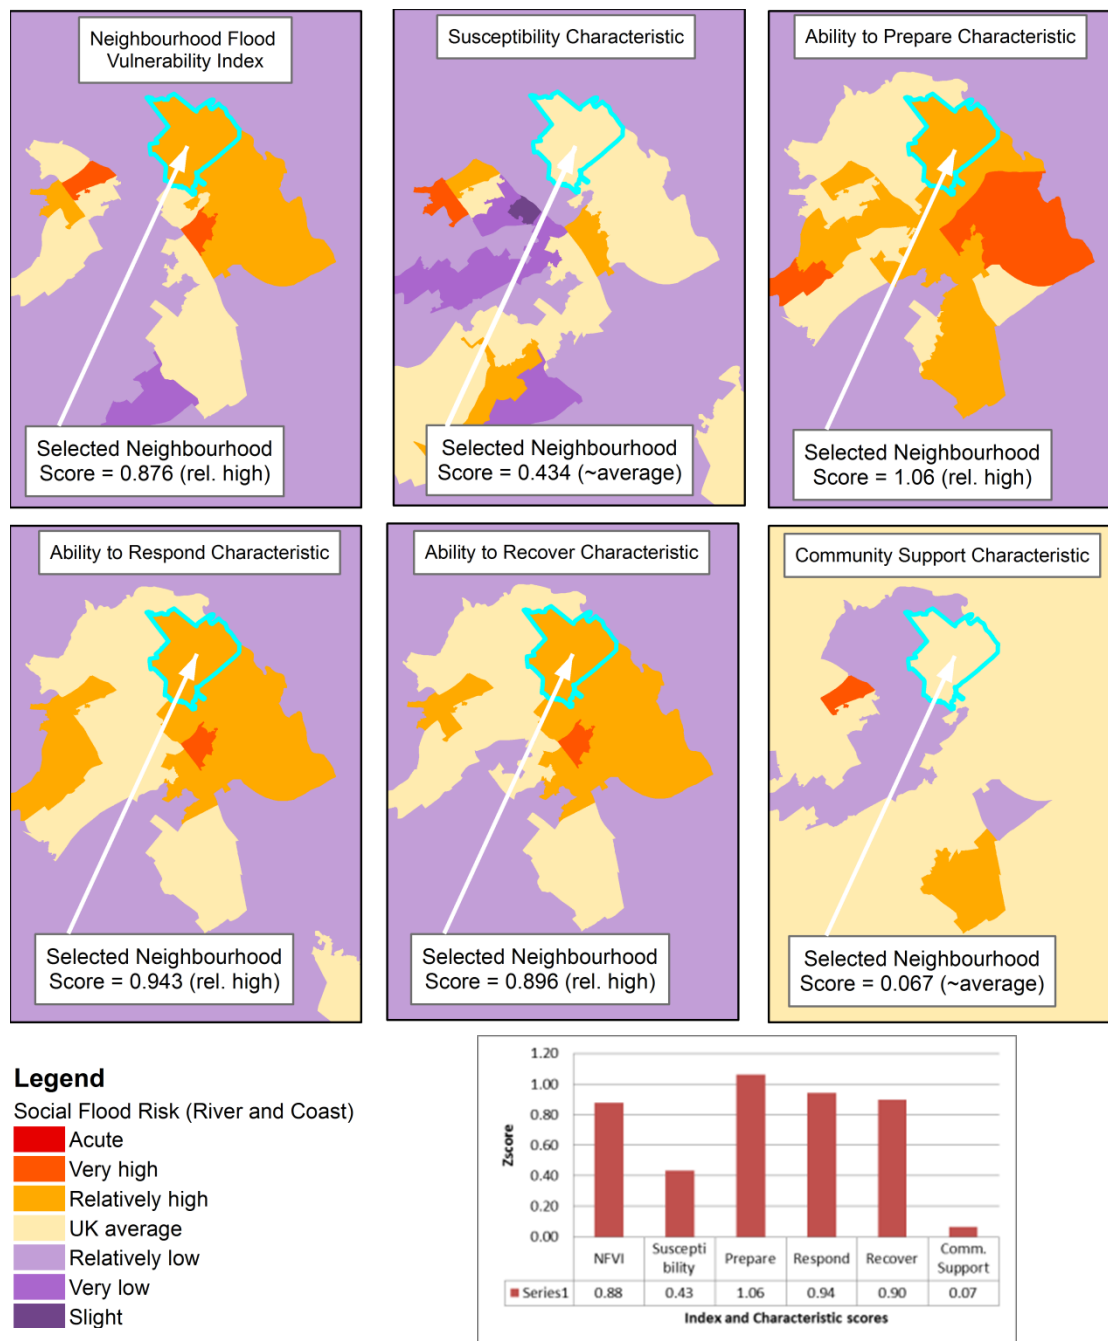 Neighbourhood Flood
Vulnerability Index
Susceptibility Characteristic
Ability to Prepare Characteristic
Selected Neighbourhood
Score = 0.876 (rel. high)
Selected Neighbourhood
Score = 0.434 (~average)
Selected Neighbourhood
Score = 1.06 (rel. high)
Ability to Respond Characteristic
Ability to Recover Characteristic
Community Support Characteristic
Selected Neighbourhood
Score = 0.943 (rel. high)
Selected Neighbourhood
Score = 0.896 (rel. high)
Selected Neighbourhood
Score = 0.067 (~average)
Legend
Social Flood Risk (River and Coast)
Acute
Very high
Relatively high
UK average
Relatively low
Very low
Slight
1.20
1.00
0.80
0.60
0.40
0.20
0.00
Zscore
NFVI
Suscepti
bility
Prepare
Respond
Recover
Comm.
Support
Series1 0.88 0.43 1.06 0.94 0.90 0.07
Index and Characteristic scores